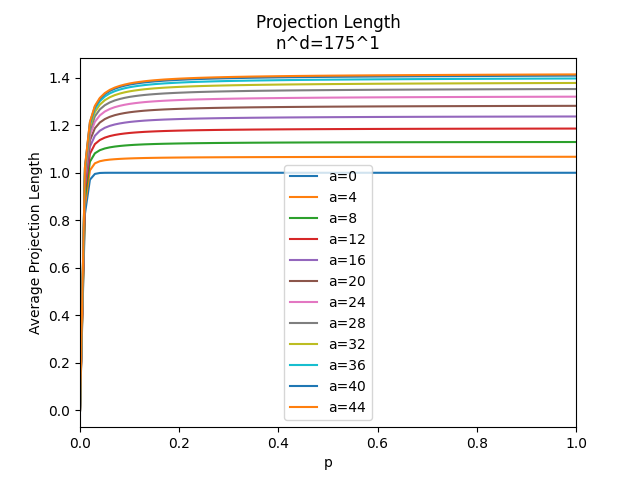 Projection Length
n^d=175^1
Average Projection Length
1.4
1.2
1.0
0.8
0.6
0.4
0.2
0.0
a=0
a=4
a=8
a=12
a=16
a=20
a=24
a=28
a=32
a=36
a=40
a=44
0.0 0.2 0.4 0.6 0.8 1.0
p